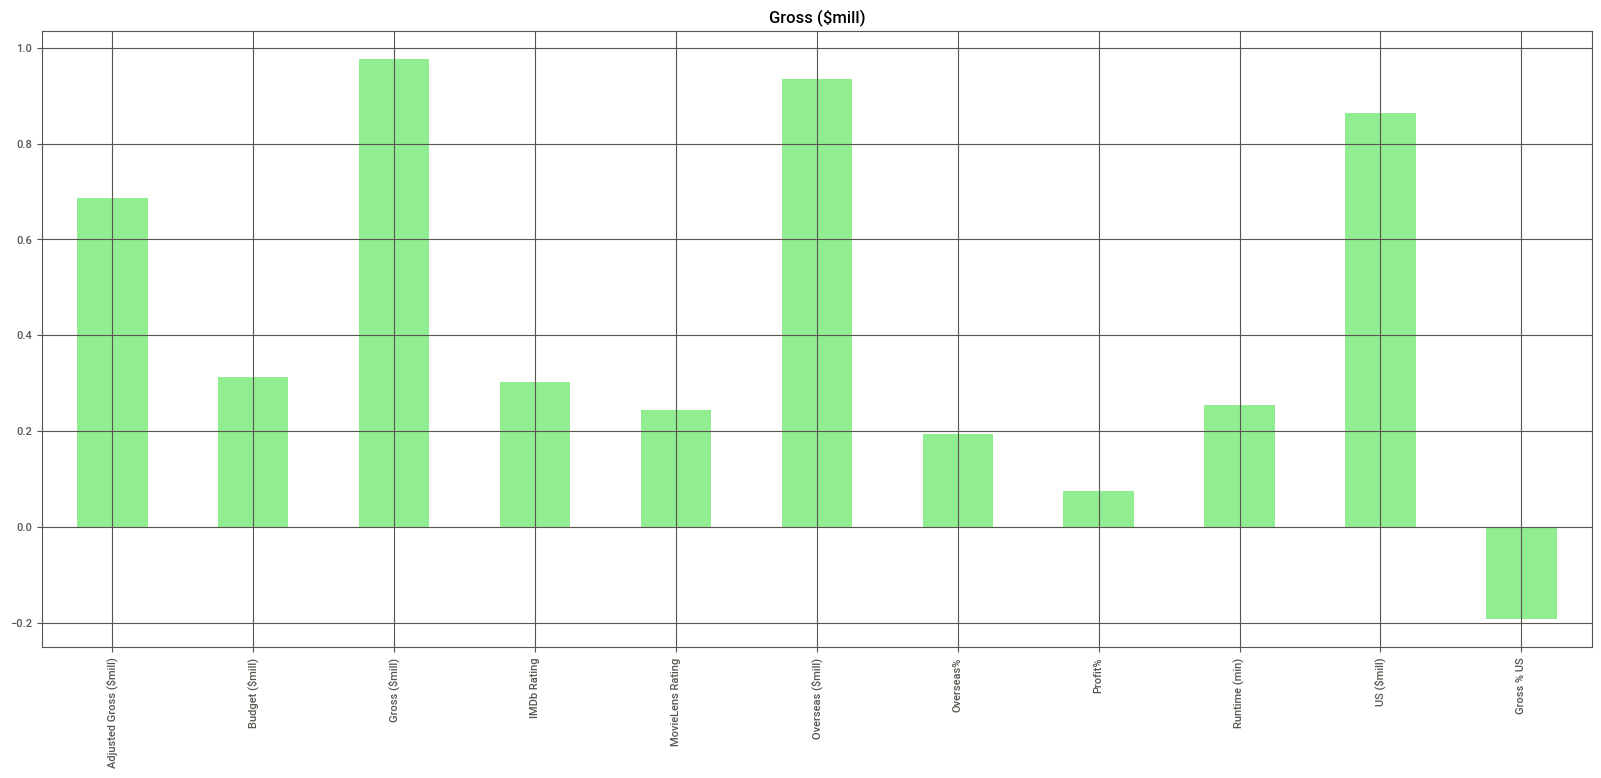 Gross ($mill)
1.0
0.8
0.6
0.4
0.2
0.0
−0.2
Adjusted Gross ($mill)
Budget ($mill)
Gross ($mill)
IMDb Rating
MovieLens Rating
Overseas ($mill)
Overseas%
Profit%
Runtime (min)
US ($mill)
Gross % US